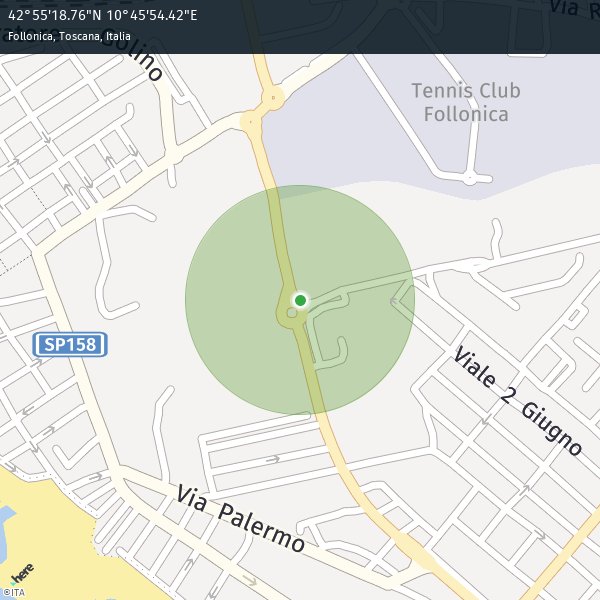 42°55'18.76"N 10°45'54.42"E
Follonica, Toscana, Italia
Via R
olino
Tennis Club
Follonica
SP158
Viale 2 Giugno
Via Palermo
here
©ITA